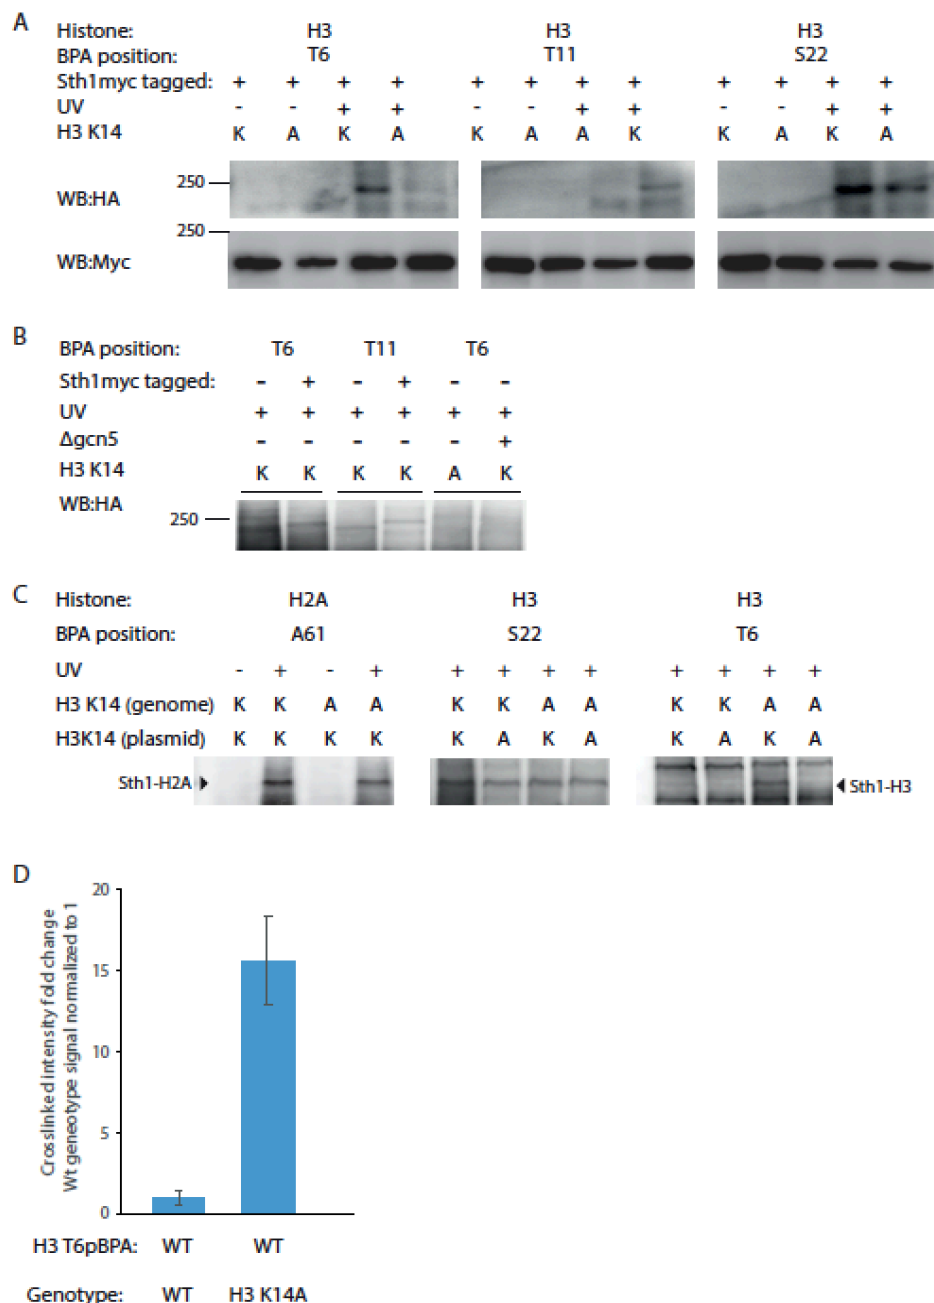 A
Histone: H3 H3 H3
BPA position: T6 T11 S22
Sth1myc tagged: + + + + + + + + + + + +
UV - - + + - - + + - - + +
H3 K14 K A K A K A A K K A K A
250
WB:HA
250
WB:Myc
B
BPA position: T6 T11 T6
Sth1myc tagged: - + - + - -
UV + + + + + +
Δgcn5 - - - - - +
H3 K14 K K K K A K
WB:HA
250
C
Histone: H2A H3 H3
BPA position: A61 S22 T6
UV - + - + + + + + + + + +
H3 K14 (genome) K K A A K K A A K K A A
H3K14 (plasmid) K K K K K A K A K A K A
Sth1-H2A
Sth1-H3
D
Crosslinked intensity fold change
Wt geneotype signal normalized to 1
20
15
10
5
0
H3 T6pBPA: WT WT
Genotype: WT H3 K14A